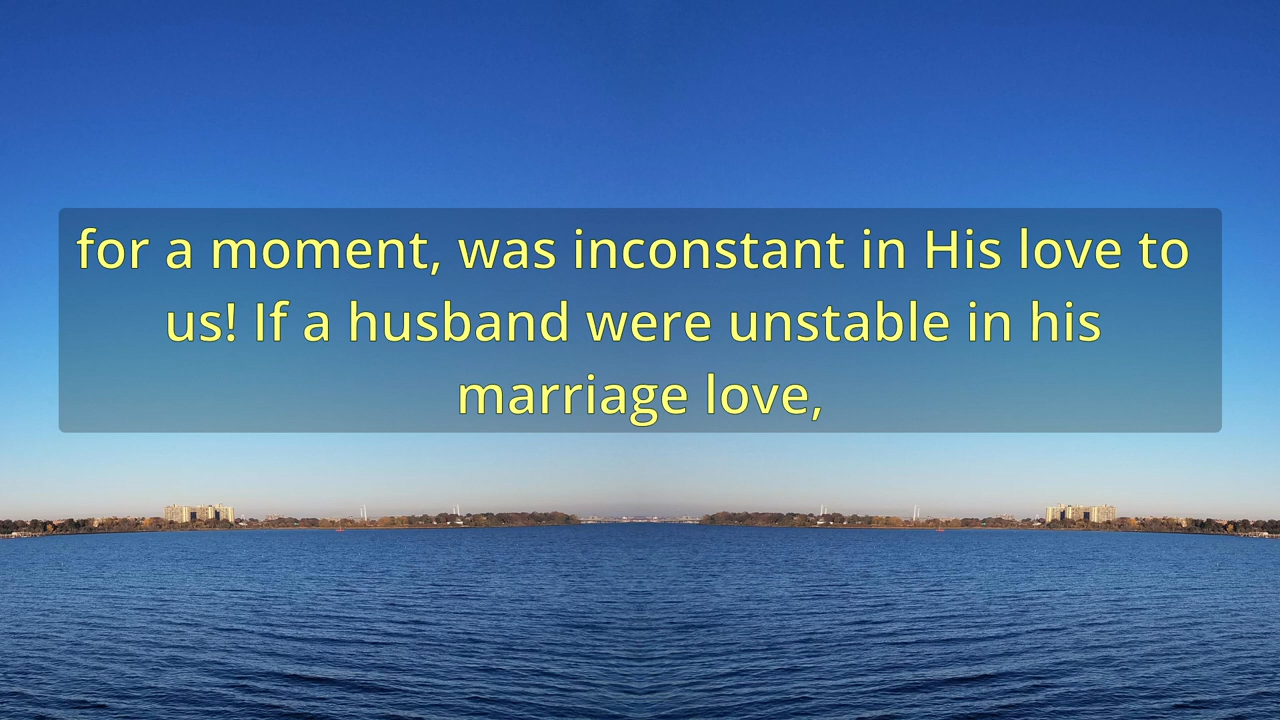 for a moment, was inconstant in His love to
us! If a husband were unstable in his
marriage love,